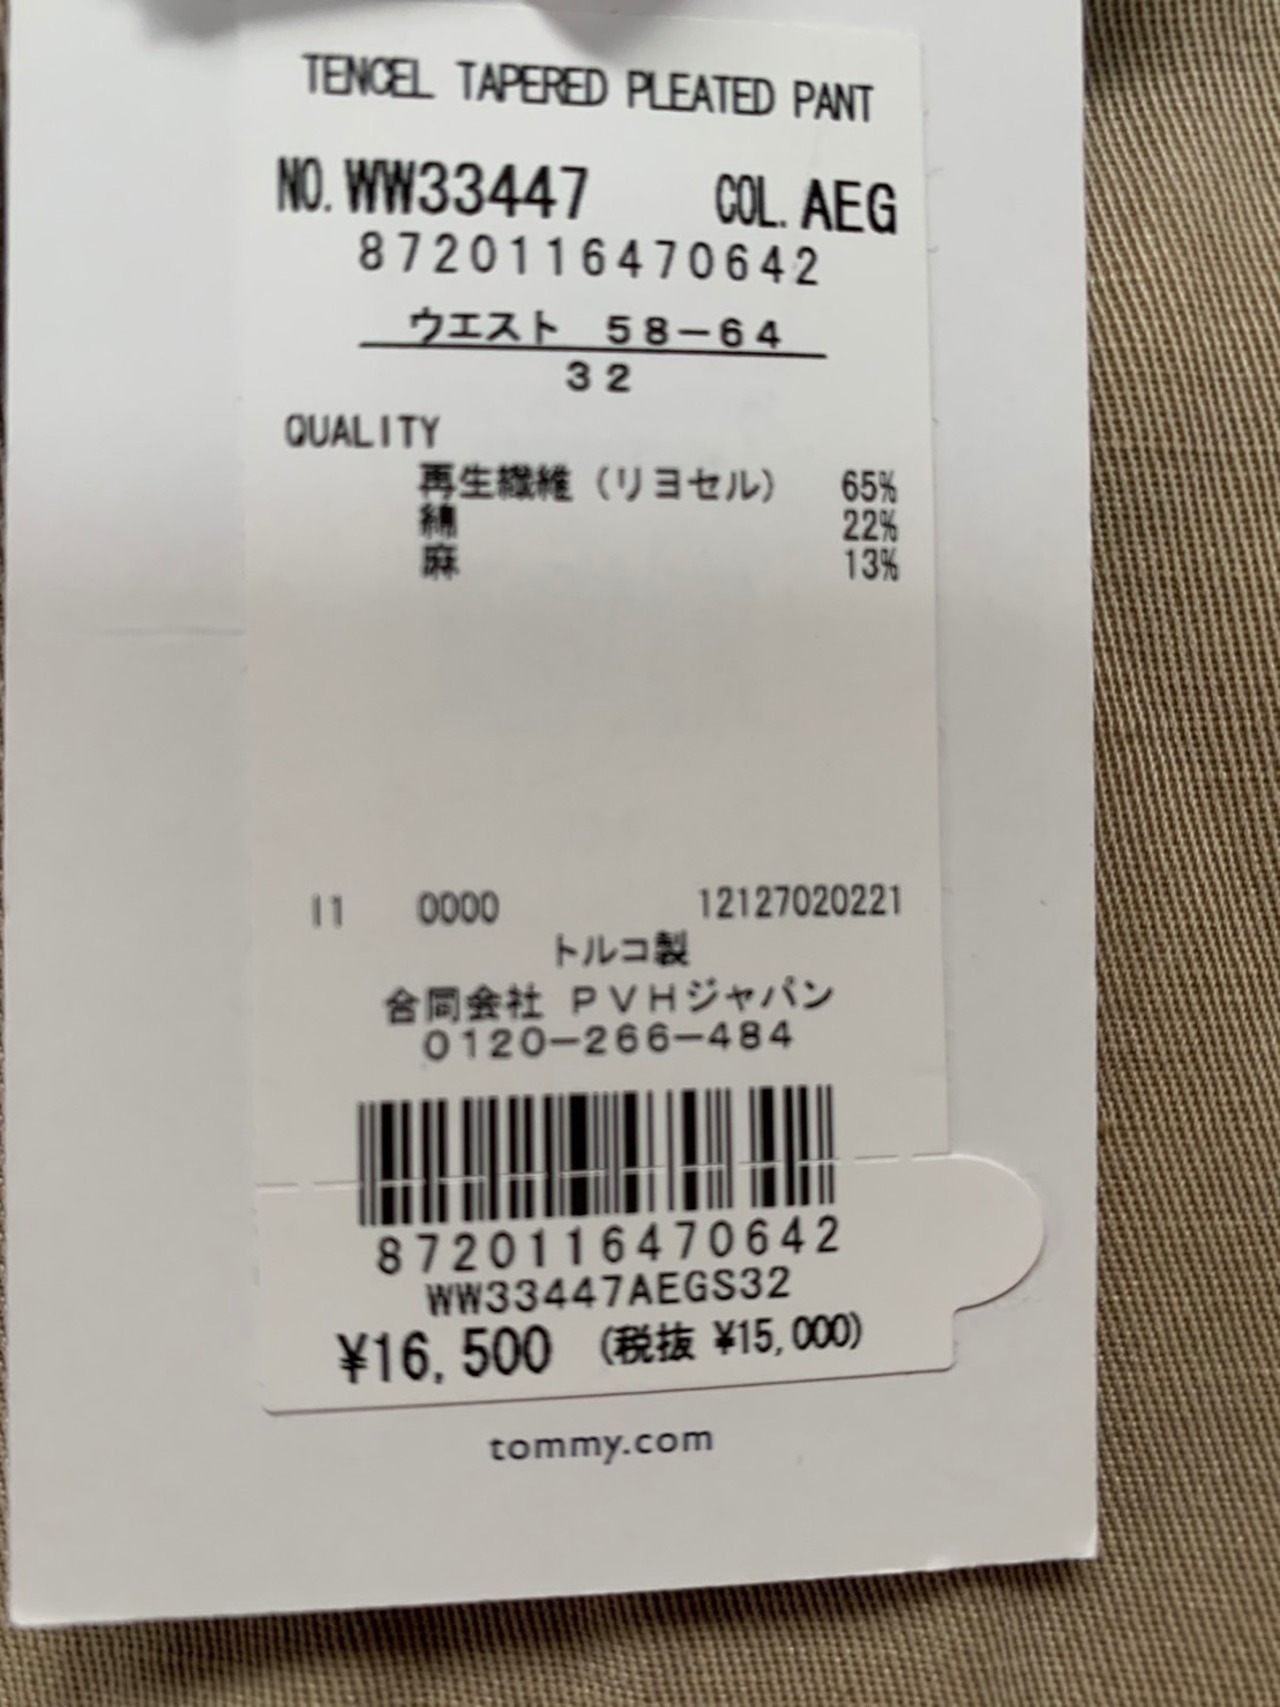 TENCEL TAPERED PLEATED PANT
NO. WW33447 COL. AEG
8720116470642
ウエスト 58-64
32
QUALITY
再生繊維（リヨセル） 65%
綿 22%
麻 13%
I1 0000 12127020221
トルコ製
合同会社 PVHジャパン
0120-266-484
8720116470642
WW33447AEGS32
¥16,500 (税抜 ¥15,000)
tommy.com